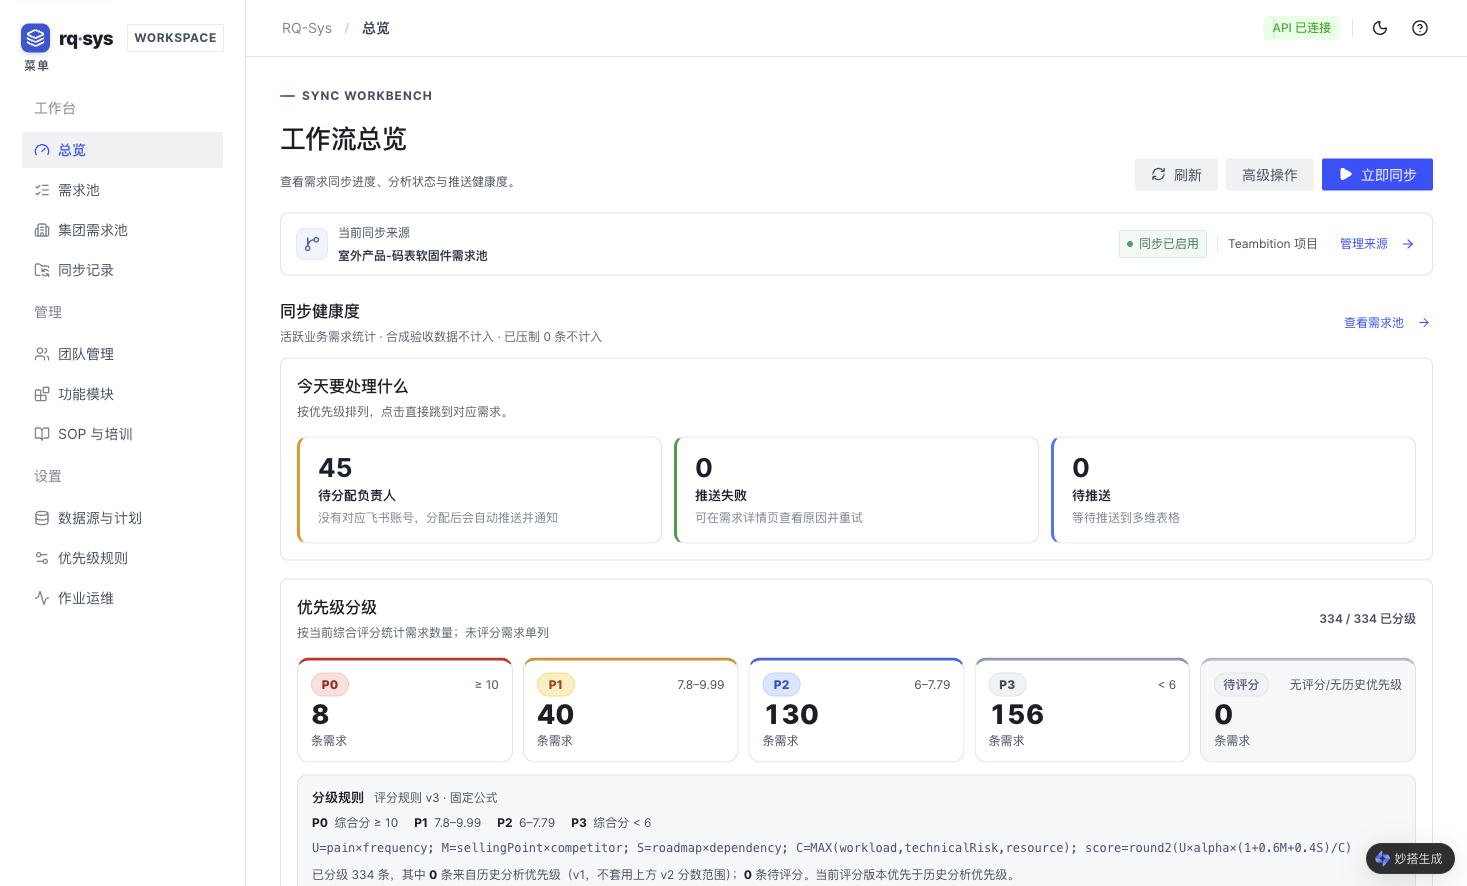 rq·sys WORKSPACE
菜单
工作台
总览
需求池
集团需求池
同步记录
管理
团队管理
功能模块
SOP 与培训
设置
数据源与计划
优先级规则
作业运维
RQ-Sys / 总览
API 已连接
SYNC WORKBENCH
工作流总览
查看需求同步进度、分析状态与推送健康度。
刷新 高级操作 立即同步
当前同步来源
室外产品-码表软固件需求池
同步已启用 Teambition 项目 管理来源
同步健康度
活跃业务需求统计 · 合成验收数据不计入 · 已压制 0 条不计入
查看需求池
今天要处理什么
按优先级排列，点击直接跳到对应需求。
45
待分配负责人
没有对应飞书账号，分配后会自动推送并通知
0
推送失败
可在需求详情页查看原因并重试
0
待推送
等待推送到多维表格
优先级分级
按当前综合评分统计需求数量；未评分需求单列
334 / 334 已分级
P0 ≥ 10
8
条需求
P1 7.8–9.99
40
条需求
P2 6–7.79
130
条需求
P3 < 6
156
条需求
待评分 无评分/无历史优先级
0
条需求
分级规则 评分规则 v3 · 固定公式
P0 综合分 ≥ 10 P1 7.8–9.99 P2 6–7.79 P3 综合分 < 6
U=pain×frequency; M=sellingPoint×competitor; S=roadmap×dependency; C=MAX(workload,technicalRisk,resource); score=round2(U×alpha×(1+0.6M+0.4S)/C)
已分级 334 条，其中 0 条来自历史分析优先级（v1，不套用上方 v2 分数范围）；0 条待评分。当前评分版本优先于历史分析优先级。
妙搭生成